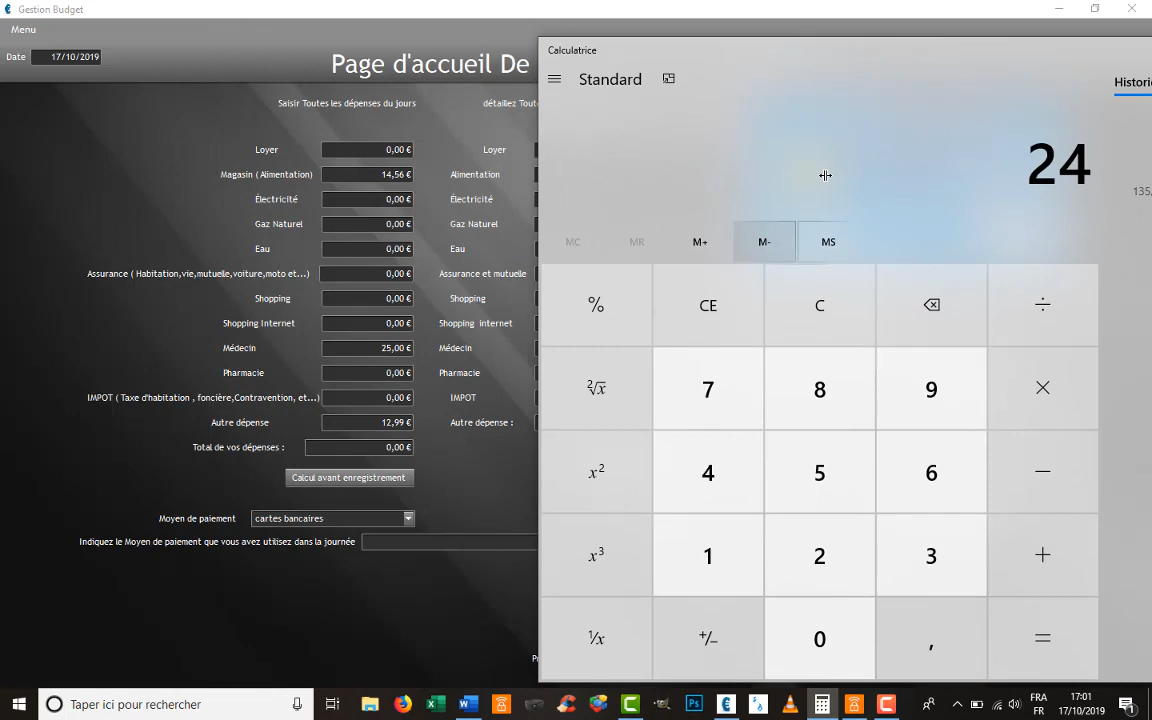 Gestion Budget
Menu
Date 17/10/2019
Page d'accueil De
Saisir Toutes les dépenses du jours détaillez Tout
Loyer 0,00 € Loyer
Magasin ( Alimentation) 14,56 € Alimentation
Électricité 0,00 € Électricité
Gaz Naturel 0,00 € Gaz Naturel
Eau 0,00 € Eau
Assurance ( Habitation,vie,mutuelle,voiture,moto et...) 0,00 € Assurance et mutuelle
Shopping 0,00 € Shopping
Shopping Internet 0,00 € Shopping internet
Médecin 25,00 € Médecin
Pharmacie 0,00 € Pharmacie
IMPOT ( Taxe d'habitation , foncière,Contravention, et...) 0,00 € IMPOT
Autre dépense 12,99 € Autre dépense :
Total de vos dépenses : 0,00 €
Calcul avant enregistrement
Moyen de paiement cartes bancaires
Indiquez le Moyen de paiement que vous avez utilisez dans la journée
Pr
Calculatrice
Standard
Histori
24
135,
MC MR M+ M- MS
% CE C ÷
²√x 7 8 9 ×
x² 4 5 6 −
x³ 1 2 3 +
¹/x +/− 0 , =
Taper ici pour rechercher
FRA
FR
17:01
17/10/2019
1